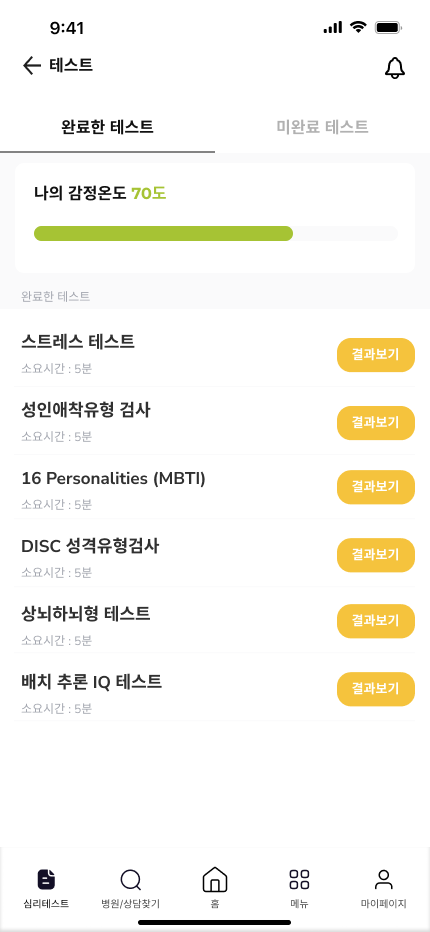 9:41
테스트
완료한 테스트
미완료 테스트
나의 감정온도 70도
완료한 테스트
스트레스 테스트
소요시간 : 5분
결과보기
성인애착유형 검사
소요시간 : 5분
결과보기
16 Personalities (MBTI)
소요시간 : 5분
결과보기
DISC 성격유형검사
소요시간 : 5분
결과보기
상뇌하뇌형 테스트
소요시간 : 5분
결과보기
배치 추론 IQ 테스트
소요시간 : 5분
결과보기
심리테스트
병원/상담찾기
홈
메뉴
마이페이지